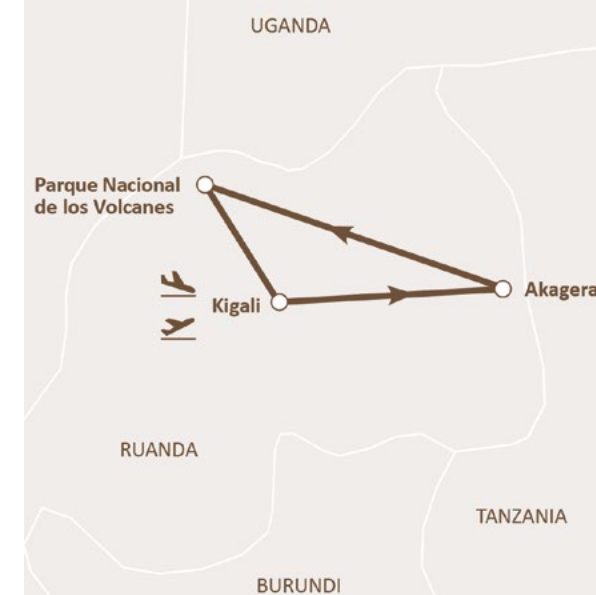 UGANDA
Parque Nacional
de los Volcanes
Kigali
Akagera
RUANDA
TANZANIA
BURUNDI